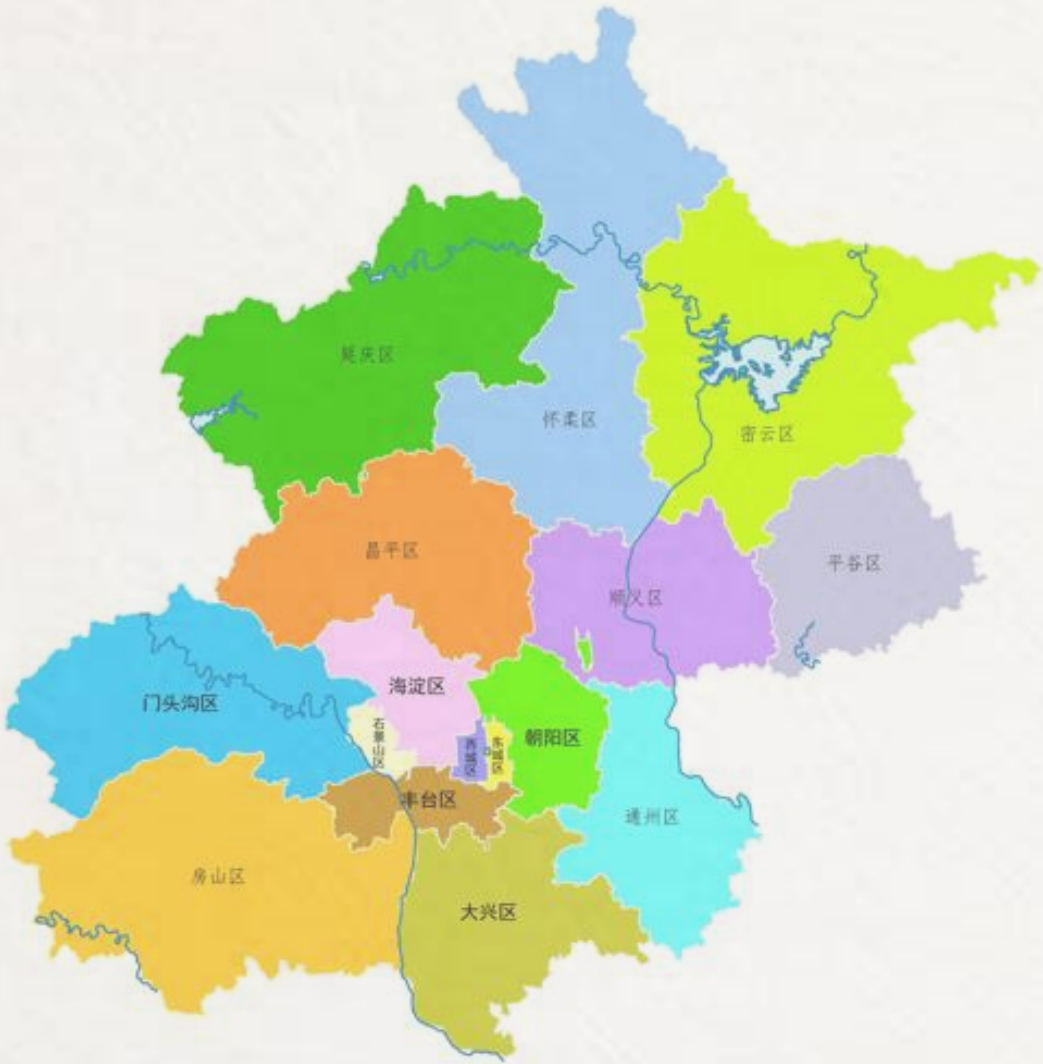 延庆区
怀柔区
密云区
昌平区
平谷区
顺义区
海淀区
门头沟区
石景山区
西城区
东城区
朝阳区
丰台区
通州区
房山区
大兴区